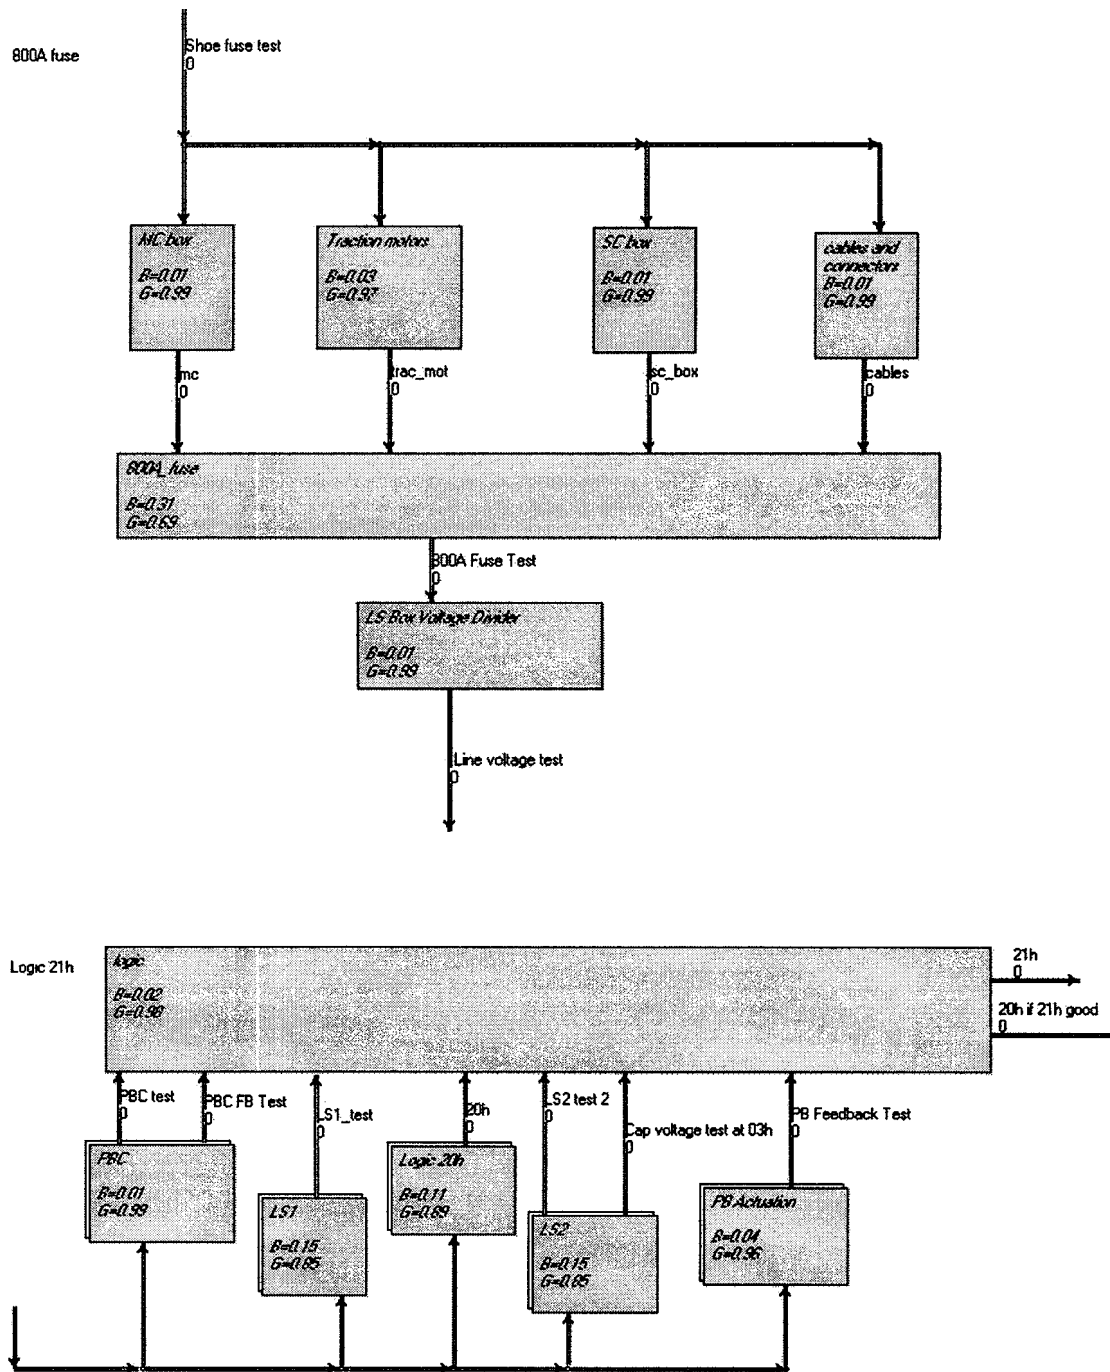 800A fuse
Shoe fuse test
0
MC box
B=0.01
G=0.99
Traction motors
B=0.03
G=0.97
SC box
B=0.01
G=0.99
cables and
connectors
B=0.01
G=0.99
mc
0
trac_mot
0
sc_box
0
cables
0
800A_fuse
B=0.31
G=0.69
800A Fuse Test
0
LS Box Voltage Divider
B=0.01
G=0.99
Line voltage test
0
Logic 21h
logic
B=0.02
G=0.98
21h
0
20h if 21h good
0
PBC test
0
PBC FB Test
0
LS1_test
0
20h
0
LS2 test 2
0
Cap voltage test at 03h
0
PB Feedback Test
0
PBC
B=0.01
G=0.99
LS1
B=0.15
G=0.85
Logic 20h
B=0.11
G=0.89
LS2
B=0.15
G=0.85
PB Actuation
B=0.04
G=0.96